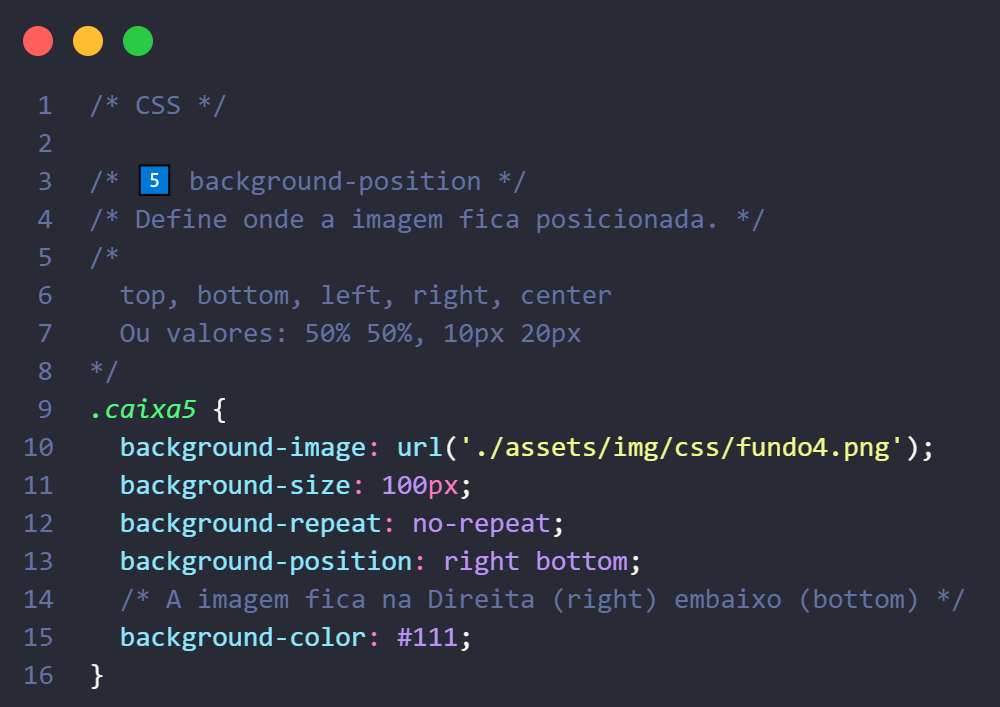 1 /* CSS */
2
3 /* 5️⃣ background-position */
4 /* Define onde a imagem fica posicionada. */
5 /*
6   top, bottom, left, right, center
7   Ou valores: 50% 50%, 10px 20px
8 */
9 .caixa5 {
10   background-image: url('./assets/img/css/fundo4.png');
11   background-size: 100px;
12   background-repeat: no-repeat;
13   background-position: right bottom;
14   /* A imagem fica na Direita (right) embaixo (bottom) */
15   background-color: #111;
16 }